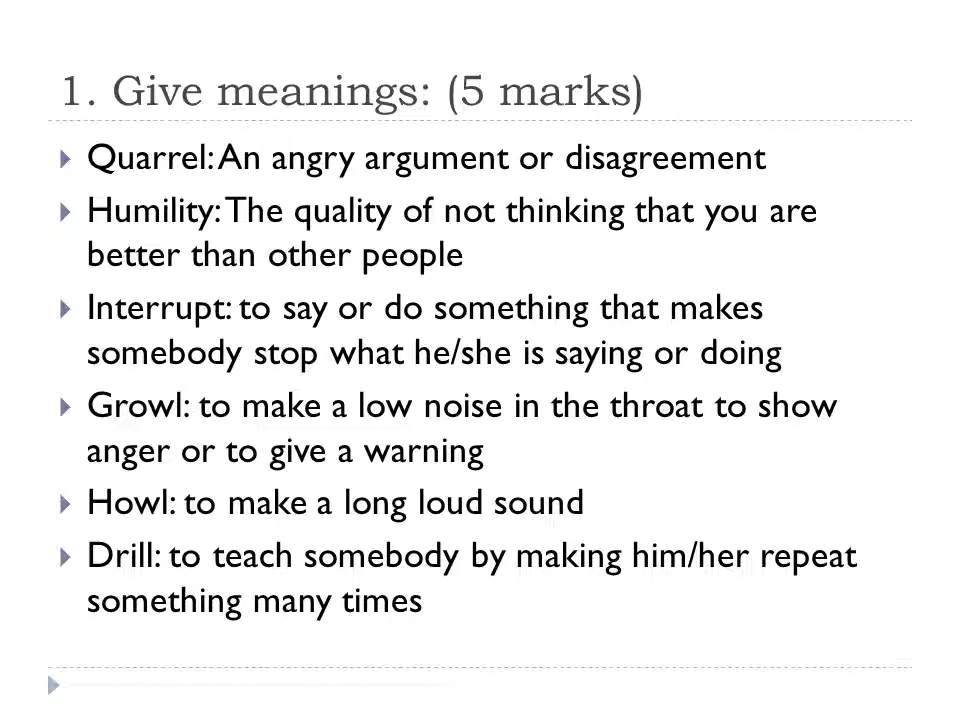 1. Give meanings: (5 marks)
Quarrel: An angry argument or disagreement
Humility: The quality of not thinking that you are
better than other people
Interrupt: to say or do something that makes
somebody stop what he/she is saying or doing
Growl: to make a low noise in the throat to show
anger or to give a warning
Howl: to make a long loud sound
Drill: to teach somebody by making him/her repeat
something many times